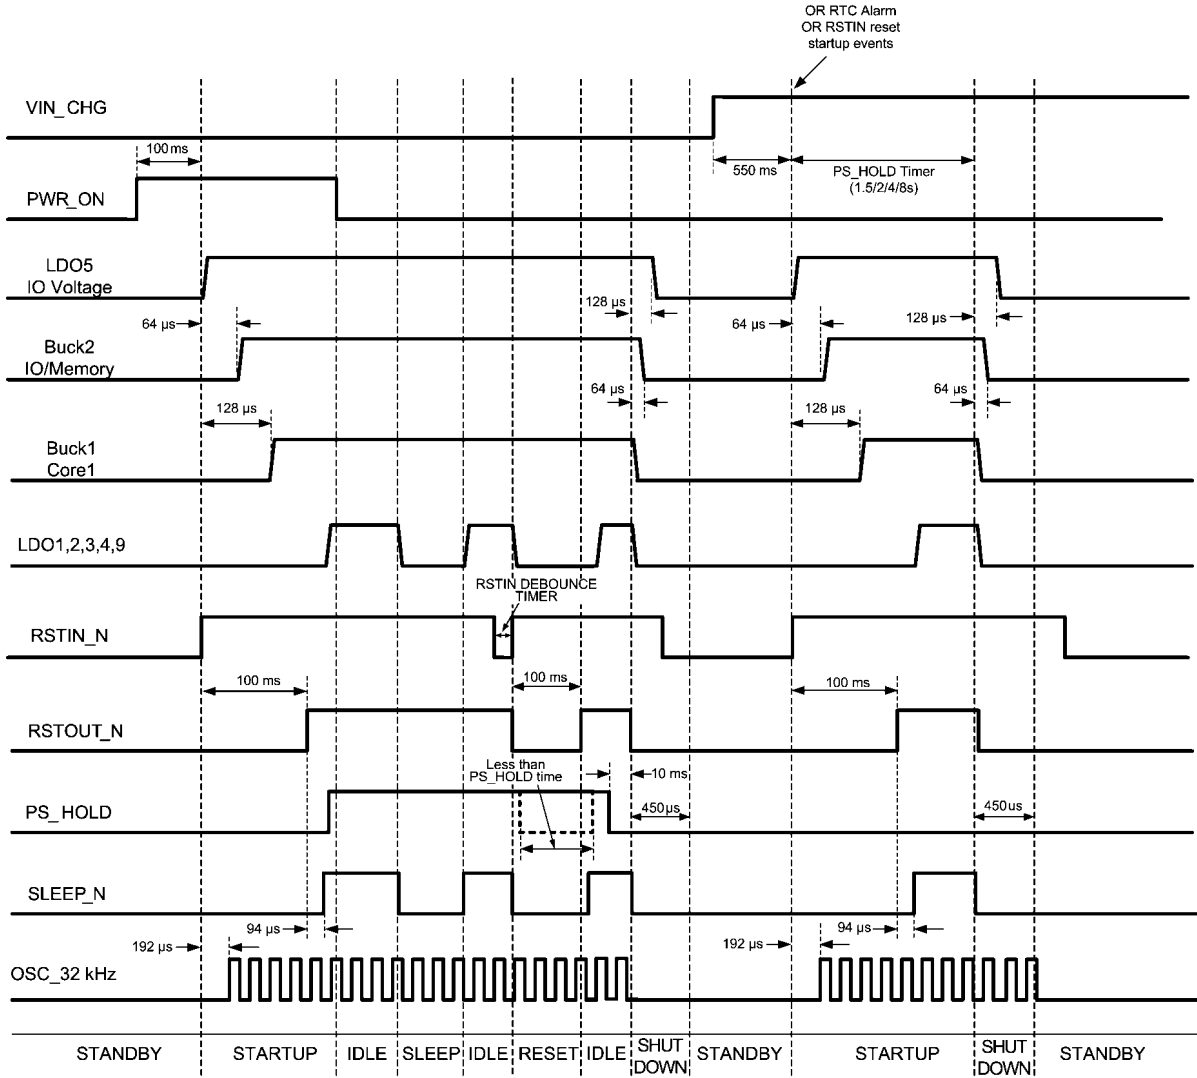 OR RTC Alarm
OR RSTIN reset
startup events
VIN_CHG
100 ms
550 ms
PS_HOLD Timer
(1.5/2/4/8s)
PWR_ON
LDO5
IO Voltage
128 µs
64 µs
64 µs
128 µs
Buck2
IO/Memory
64 µs
64 µs
128 µs
128 µs
Buck1
Core1
LDO1,2,3,4,9
RSTIN DEBOUNCE
TIMER
RSTIN_N
100 ms
100 ms
100 ms
RSTOUT_N
Less than
PS_HOLD time
10 ms
PS_HOLD
450 µs
450 us
SLEEP_N
94 µs
94 µs
192 µs
192 µs
OSC_32 kHz
STANDBY
STARTUP
IDLE
SLEEP
IDLE
RESET
IDLE
SHUT
DOWN
STANDBY
STARTUP
SHUT
DOWN
STANDBY